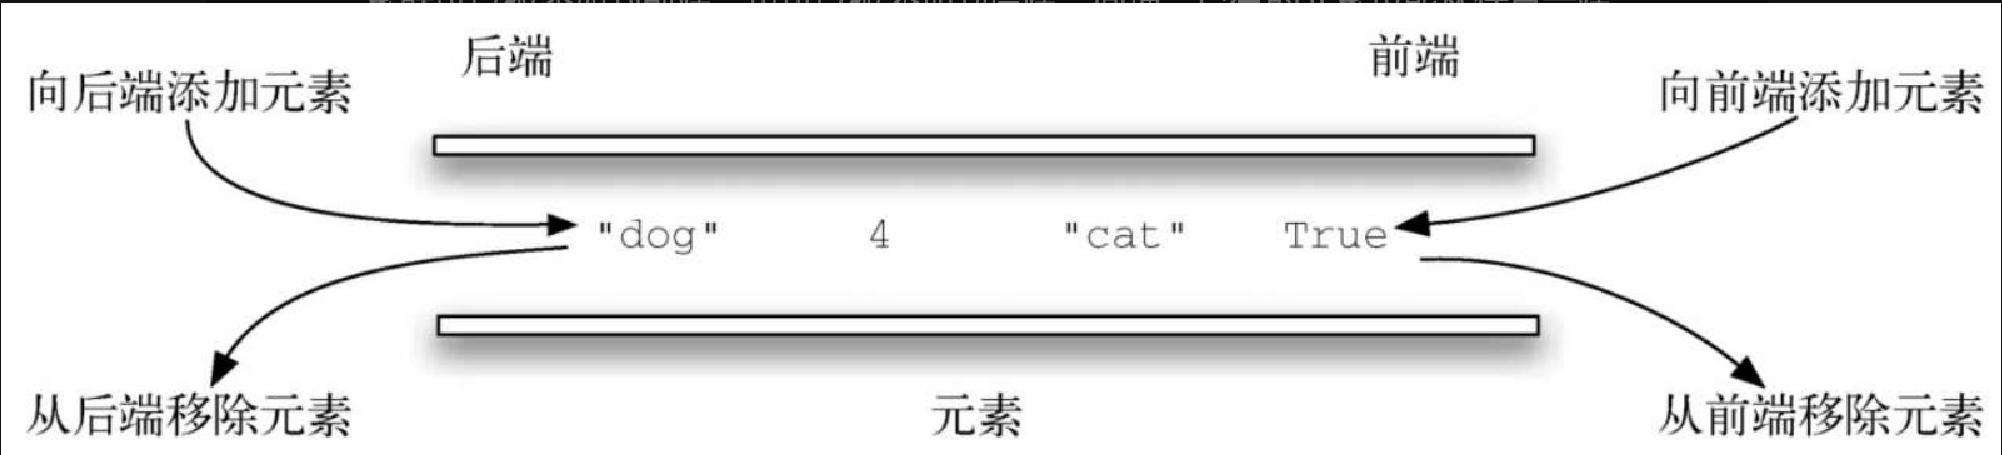 后端
前端
向后端添加元素
向前端添加元素
"dog" 4 "cat" True
从后端移除元素
元素
从前端移除元素